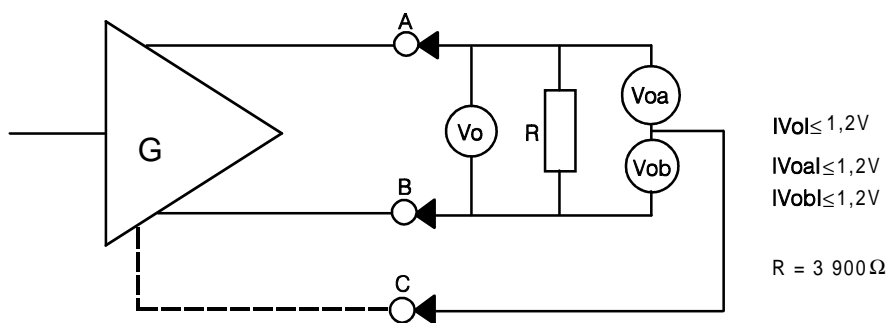 A
Voa
Vo
R
G
Vob
B
C
IVoI≤1,2V
IVoaI≤1,2V
IVobI≤1,2V
R = 3 900Ω